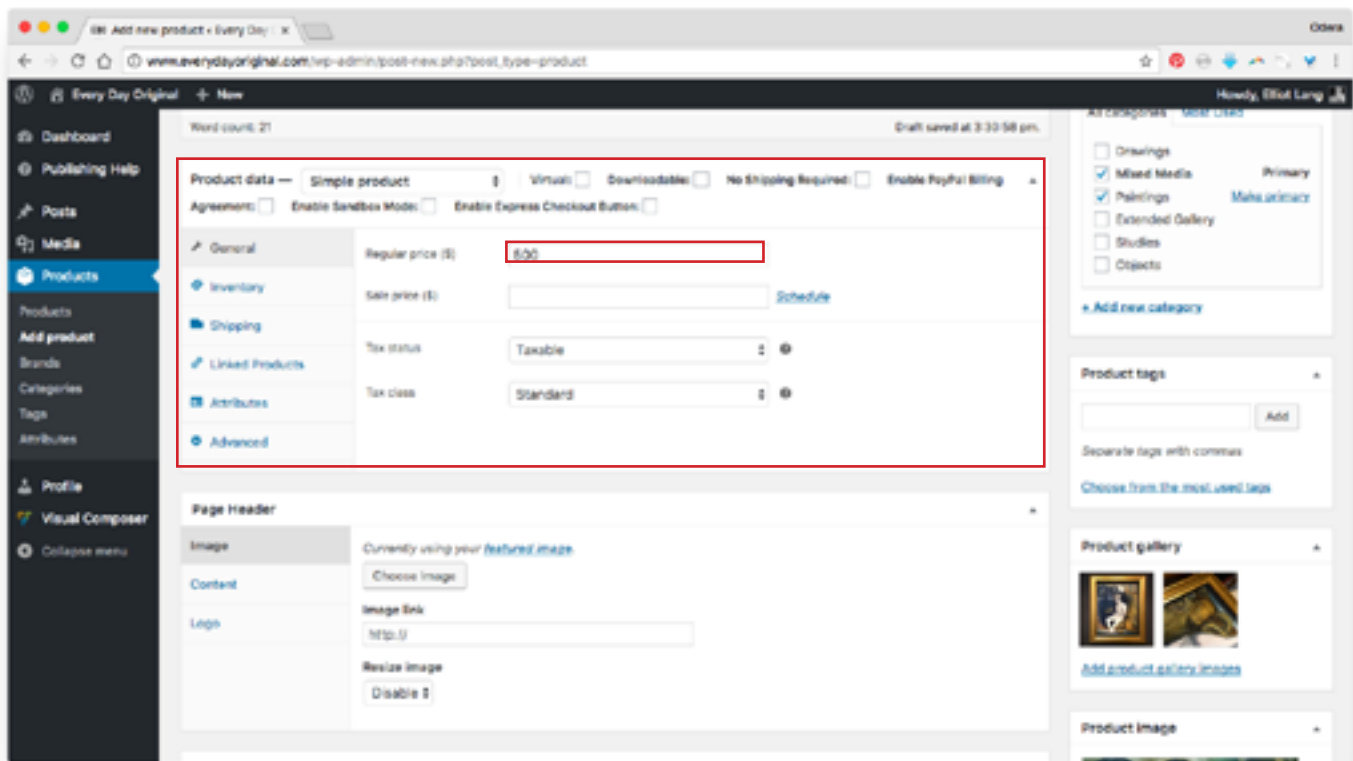 Add new product ‹ Every Day
Odera
www.everydayoriginal.com/wp-admin/post-new.php?post_type=product
Every Day Original + New
Howdy, Elliot Lang
Dashboard
Publishing Help
Posts
Media
Products
Products
Add product
Brands
Categories
Tags
Attributes
Profile
Visual Composer
Collapse menu
Word count: 21
Draft saved at 3:30:58 pm.
Product data — Simple product Virtual: Downloadable: No Shipping Required: Enable PayPal Billing
Agreement: Enable Sandbox Mode: Enable Express Checkout Button:
General
Inventory
Shipping
Linked Products
Attributes
Advanced
Regular price ($)
Sale price ($)
Schedule
Tax status
Taxable
Tax class
Standard
Page Header
Image
Content
Logo
Currently using your featured image.
Choose Image
Image link
http://
Resize image
Disable
All categories Most Used
Drawings
Mixed Media Primary
Paintings Make primary
Extended Gallery
Studies
Objects
+ Add new category
Product tags
Add
Separate tags with commas
Choose from the most used tags
Product gallery
Add product gallery images
Product image